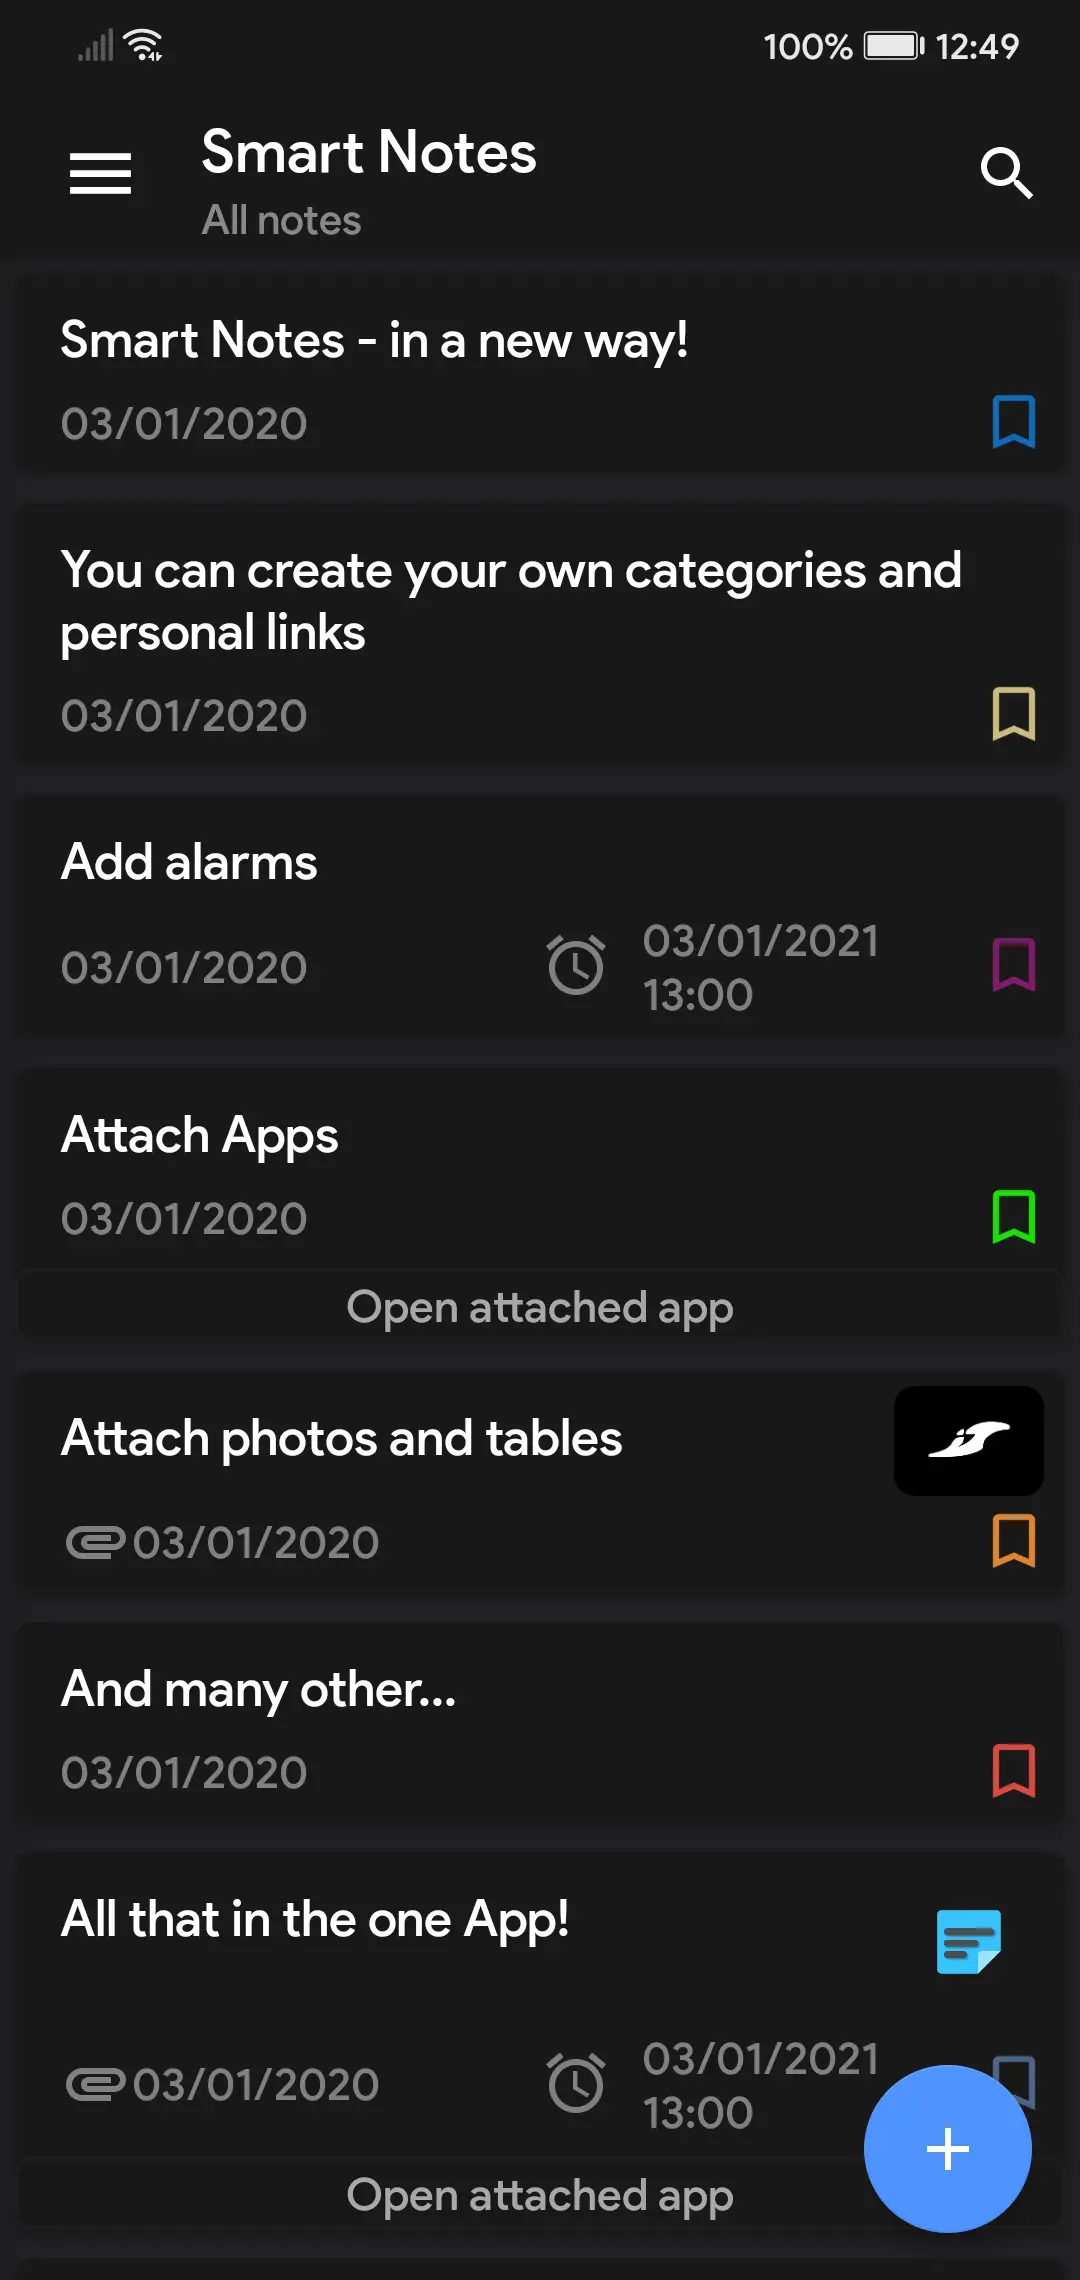 100% 12:49
Smart Notes
All notes
Smart Notes - in a new way!
03/01/2020
You can create your own categories and
personal links
03/01/2020
Add alarms
03/01/2020
03/01/2021
13:00
Attach Apps
03/01/2020
Open attached app
Attach photos and tables
03/01/2020
And many other...
03/01/2020
All that in the one App!
03/01/2020
03/01/2021
13:00
Open attached app